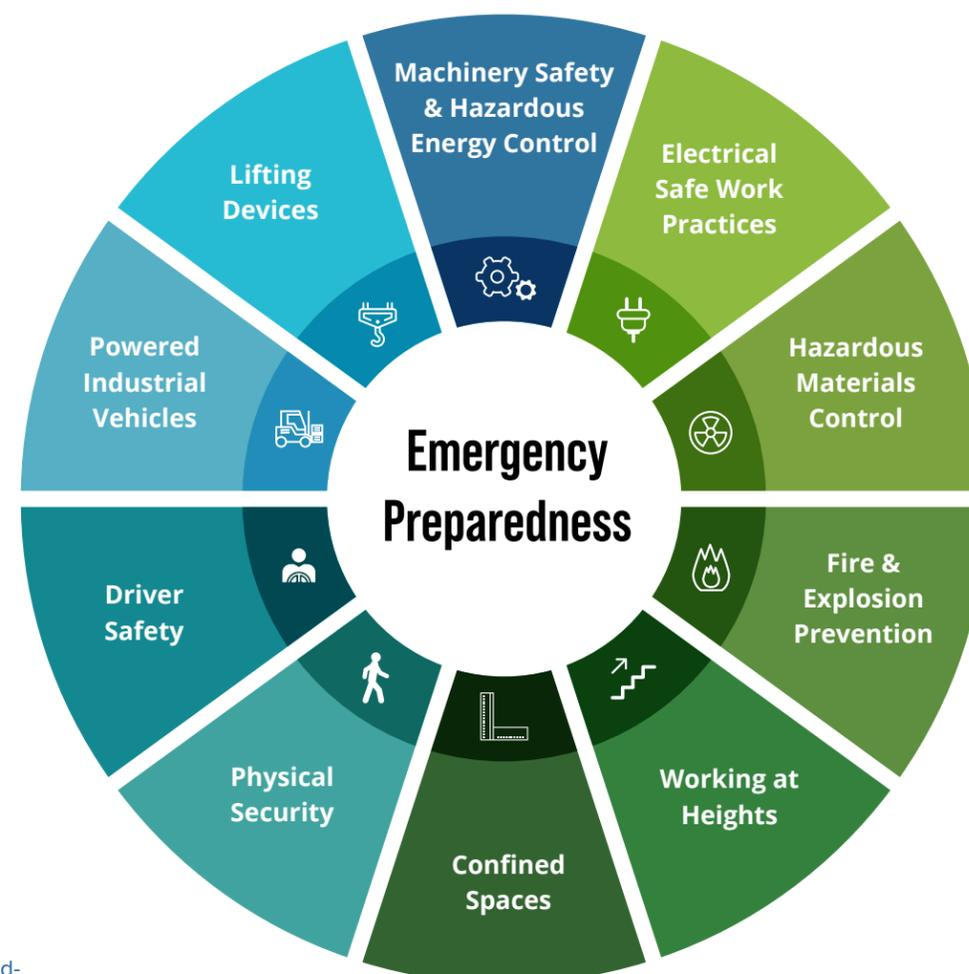 Machinery Safety
& Hazardous
Energy Control
Electrical
Safe Work
Practices
Hazardous
Materials
Control
Fire &
Explosion
Prevention
Working at
Heights
Confined
Spaces
Physical
Security
Driver
Safety
Powered
Industrial
Vehicles
Lifting
Devices
Emergency
Preparedness
d-